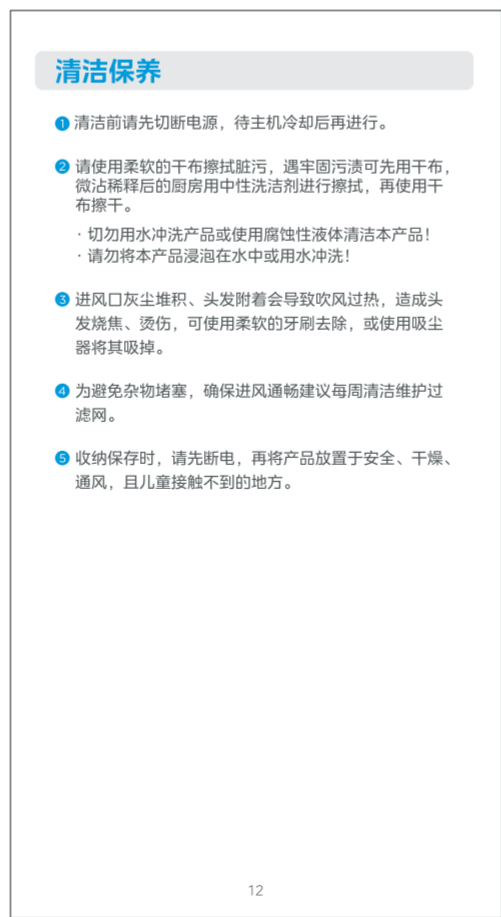 清洁保养
1 清洁前请先切断电源，待主机冷却后再进行。
2 请使用柔软的干布擦拭脏污，遇牢固污渍可先用干布，
微沾稀释后的厨房用中性洗洁剂进行擦拭，再使用干
布擦干。
· 切勿用水冲洗产品或使用腐蚀性液体清洁本产品！
· 请勿将本产品浸泡在水中或用水冲洗！
3 进风口灰尘堆积、头发附着会导致吹风过热，造成头
发烧焦、烫伤，可使用柔软的牙刷去除，或使用吸尘
器将其吸掉。
4 为避免杂物堵塞，确保进风通畅建议每周清洁维护过
滤网。
5 收纳保存时，请先断电，再将产品放置于安全、干燥、
通风，且儿童接触不到的地方。
12